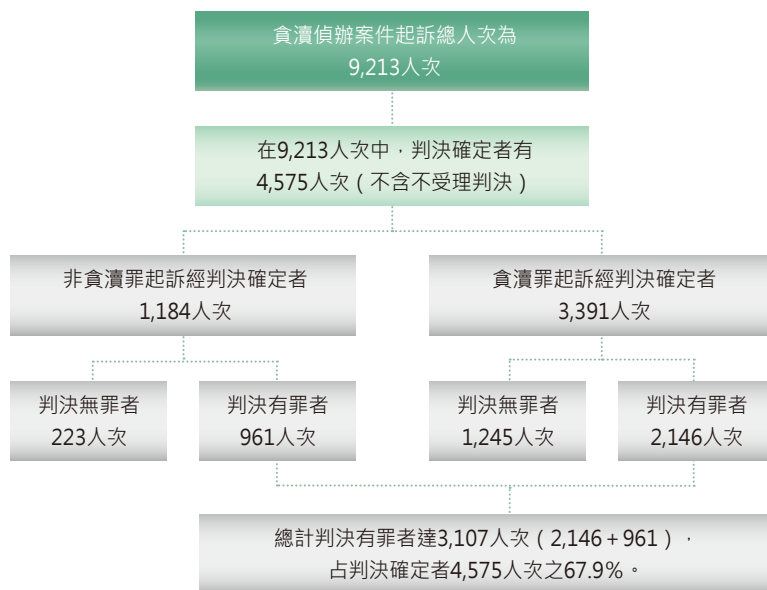 貪瀆偵辦案件起訴總人次為
9,213人次
在9,213人次中，判決確定者有
4,575人次（不含不受理判決）
非貪瀆罪起訴經判決確定者
1,184人次
貪瀆罪起訴經判決確定者
3,391人次
判決無罪者
223人次
判決有罪者
961人次
判決無罪者
1,245人次
判決有罪者
2,146人次
總計判決有罪者達3,107人次（2,146＋961），
占判決確定者4,575人次之67.9%。